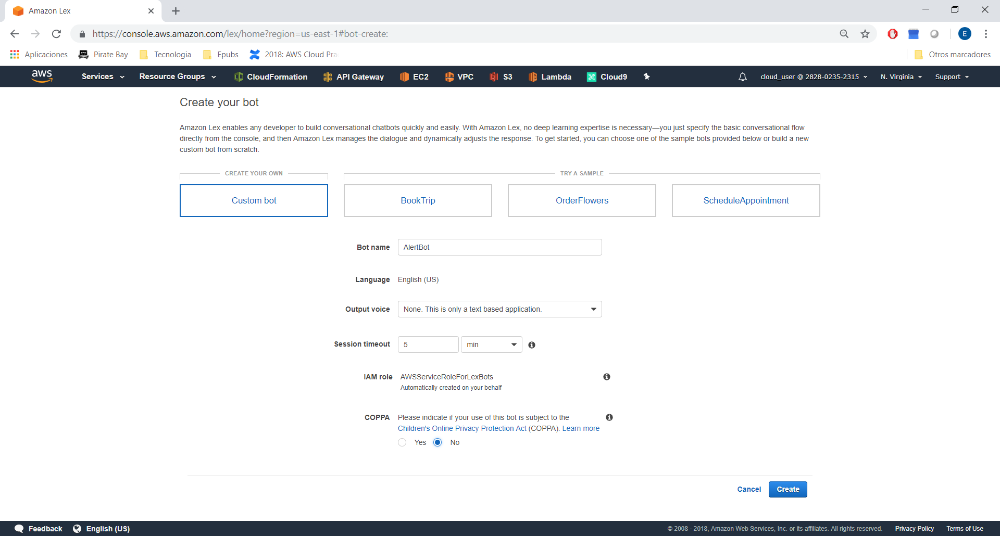 Amazon Lex
https://console.aws.amazon.com/lex/home?region=us-east-1#bot-create:
E
Aplicaciones Pirate Bay Tecnologia Epubs 2018: AWS Cloud Pra Otros marcadores
aws Services Resource Groups CloudFormation API Gateway EC2 VPC S3 Lambda Cloud9 cloud_user @ 2828-0235-2315 N. Virginia Support
Create your bot
Amazon Lex enables any developer to build conversational chatbots quickly and easily. With Amazon Lex, no deep learning expertise is necessary—you just specify the basic conversational flow
directly from the console, and then Amazon Lex manages the dialogue and dynamically adjusts the response. To get started, you can choose one of the sample bots provided below or build a new
custom bot from scratch.
CREATE YOUR OWN TRY A SAMPLE
Custom bot BookTrip OrderFlowers ScheduleAppointment
Bot name AlertBot
Language English (US)
Output voice None. This is only a text based application.
Session timeout 5 min
IAM role AWSServiceRoleForLexBots
Automatically created on your behalf
COPPA Please indicate if your use of this bot is subject to the
Children's Online Privacy Protection Act (COPPA). Learn more
Yes No
Cancel Create
Feedback English (US) © 2008 - 2018, Amazon Web Services, Inc. or its affiliates. All rights reserved. Privacy Policy Terms of Use